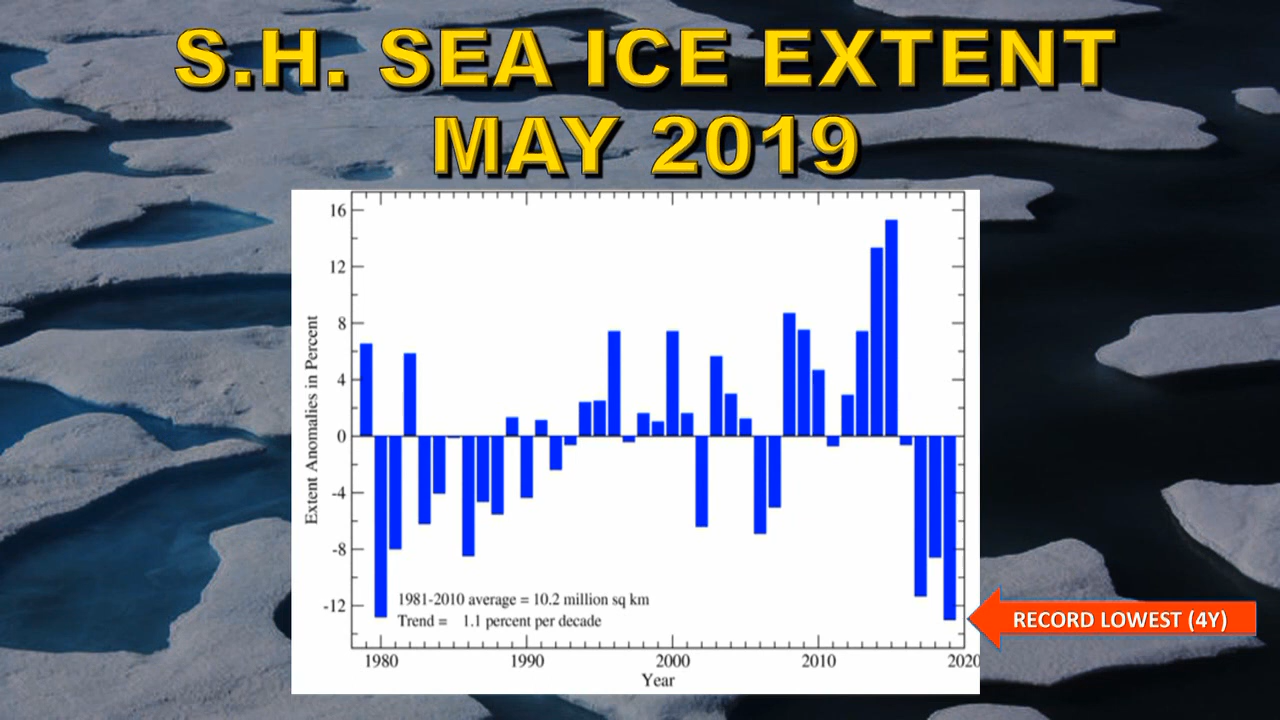 S.H. SEA ICE EXTENT
MAY 2019
16
12
8
4
0
-4
-8
-12
Extent Anomalies in Percent
1981-2010 average = 10.2 million sq km
Trend = 1.1 percent per decade
RECORD LOWEST (4Y)
1980 1990 2000 2010 2020
Year